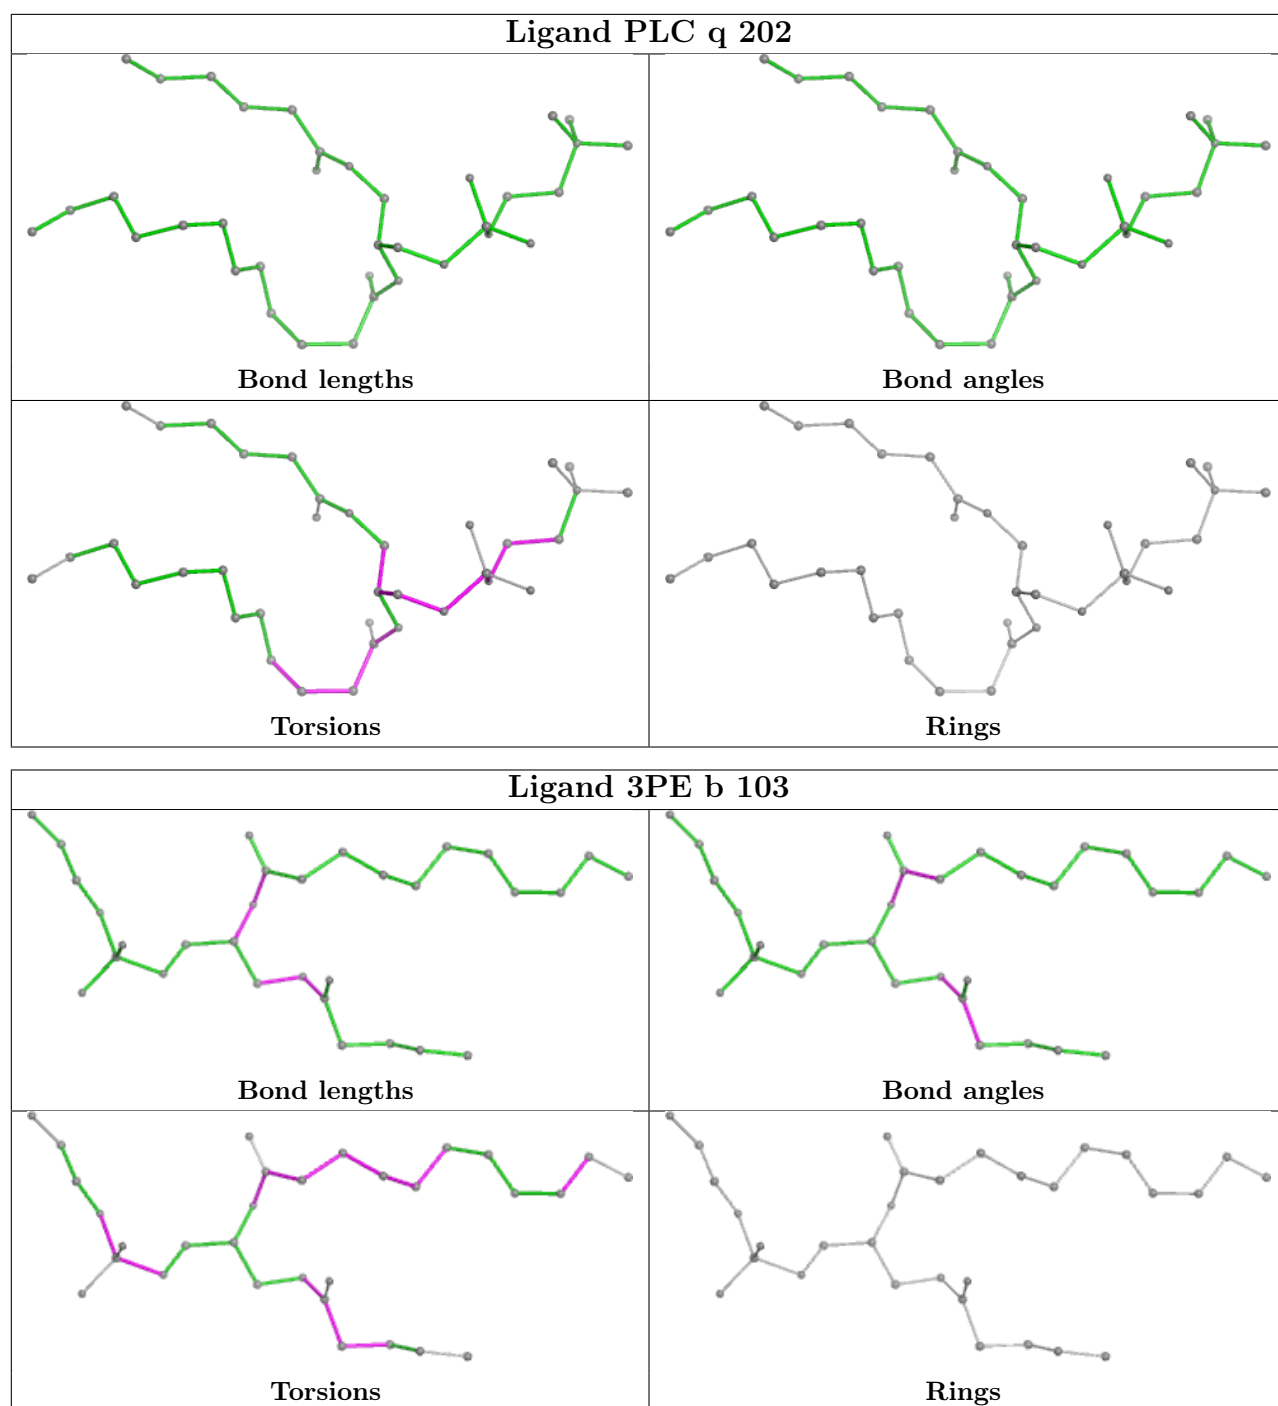 Ligand PLC q 202
Bond lengths
Bond angles
Torsions
Rings
Ligand 3PE b 103
Bond lengths
Bond angles
Torsions
Rings